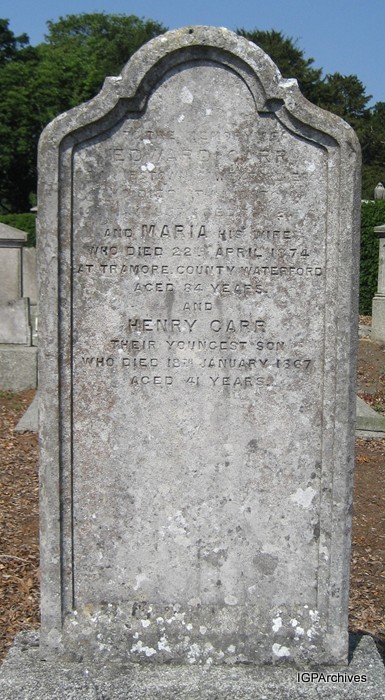 THE MEMORY OF
EDWARD CARR
AND MARIA HIS WIFE
WHO DIED 22ND APRIL 1874
AT TRAMORE. COUNTY WATERFORD
AGED 84 YEARS.
AND
HENRY CARR
THEIR YOUNGEST SON
WHO DIED 18TH JANUARY 1867
AGED 41 YEARS.
IGPArchives